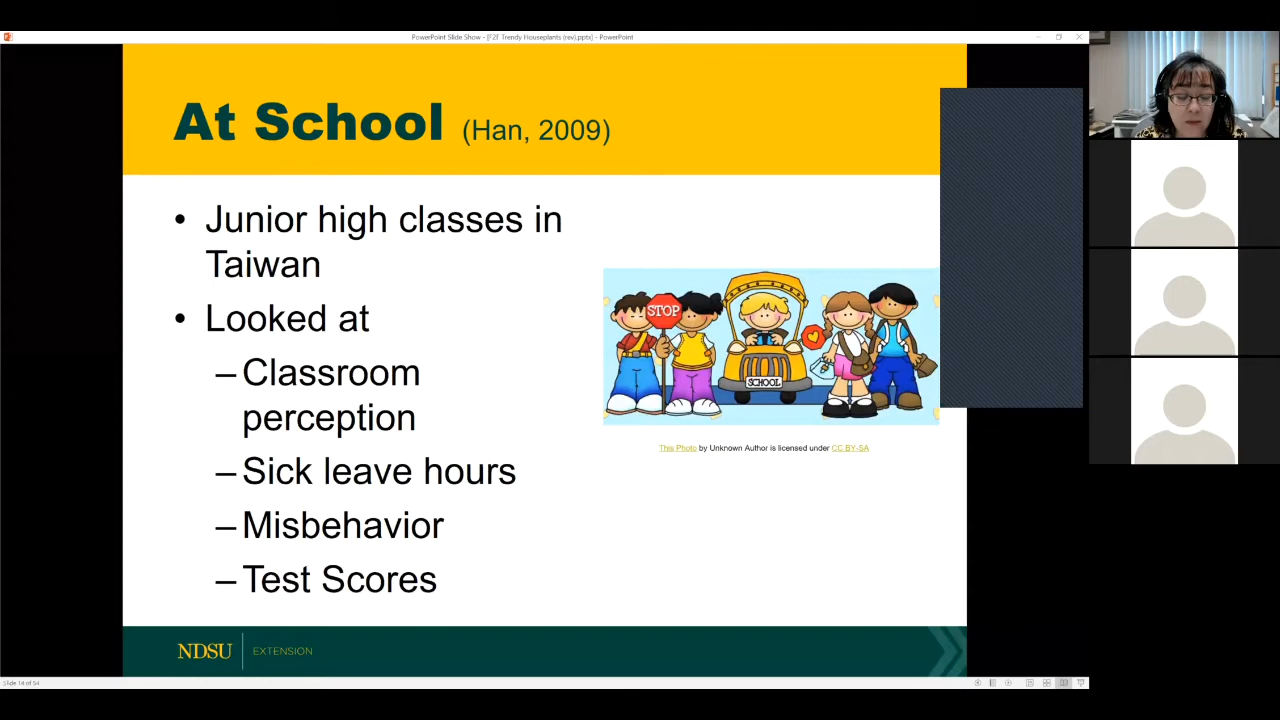 PowerPoint Slide Show - [F2F Trendy Houseplants (rev).pptx] - PowerPoint
At School (Han, 2009)
• Junior high classes in
Taiwan
• Looked at
–Classroom
perception
–Sick leave hours
–Misbehavior
–Test Scores
STOP
SCHOOL
This Photo by Unknown Author is licensed under CC BY-SA
NDSU EXTENSION
Slide 14 of 54